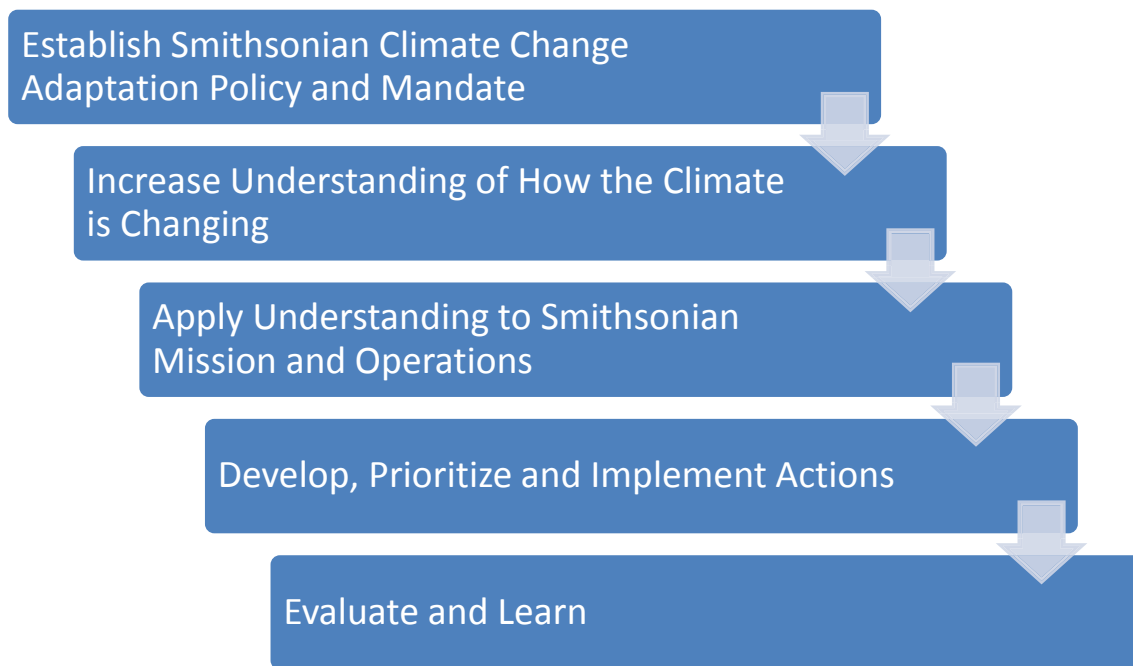 Establish Smithsonian Climate Change
Adaptation Policy and Mandate
Increase Understanding of How the Climate
is Changing
Apply Understanding to Smithsonian
Mission and Operations
Develop, Prioritize and Implement Actions
Evaluate and Learn